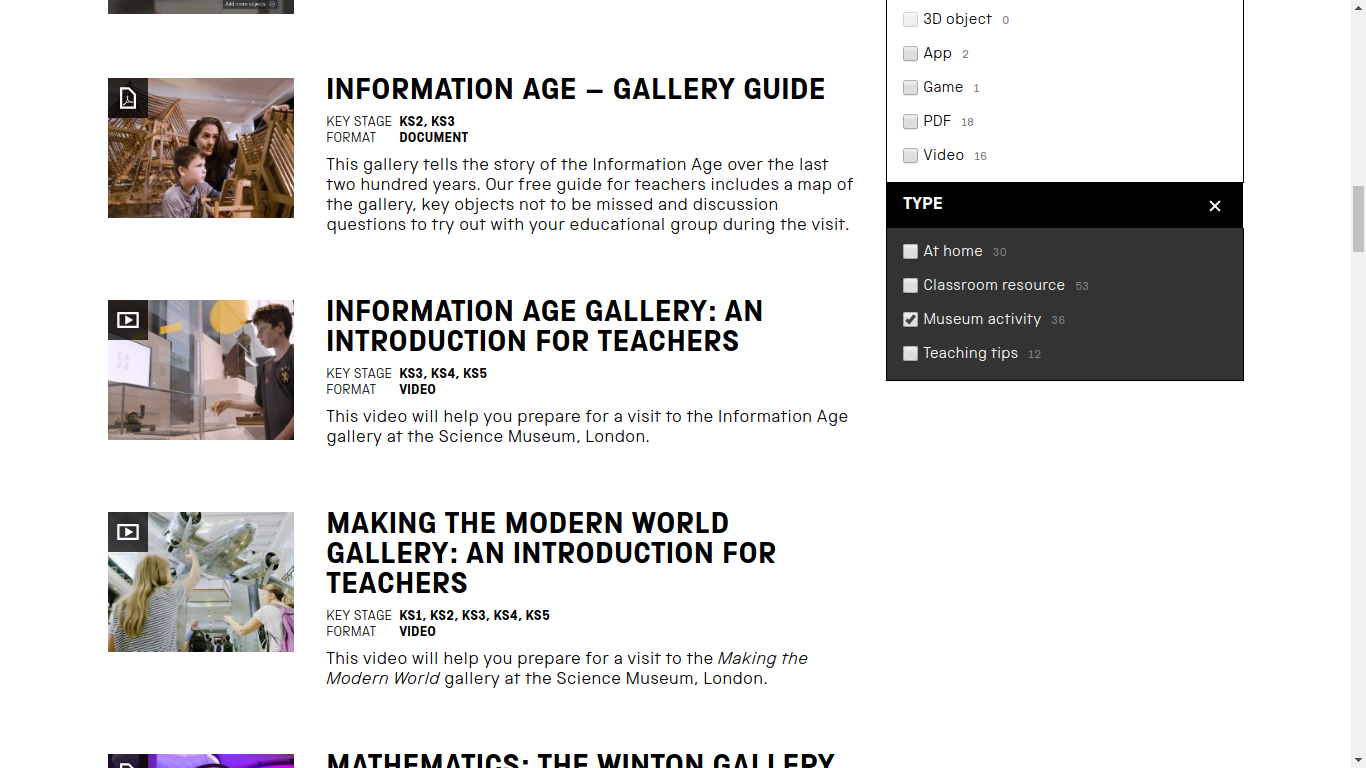 Add more objects
INFORMATION AGE – GALLERY GUIDE
KEY STAGE KS2, KS3
FORMAT DOCUMENT
This gallery tells the story of the Information Age over the last
two hundred years. Our free guide for teachers includes a map of
the gallery, key objects not to be missed and discussion
questions to try out with your educational group during the visit.
INFORMATION AGE GALLERY: AN
INTRODUCTION FOR TEACHERS
KEY STAGE KS3, KS4, KS5
FORMAT VIDEO
This video will help you prepare for a visit to the Information Age
gallery at the Science Museum, London.
MAKING THE MODERN WORLD
GALLERY: AN INTRODUCTION FOR
TEACHERS
KEY STAGE KS1, KS2, KS3, KS4, KS5
FORMAT VIDEO
This video will help you prepare for a visit to the Making the
Modern World gallery at the Science Museum, London.
MATHEMATICS: THE WINTON GALLERY
3D object 0
App 2
Game 1
PDF 18
Video 16
TYPE
At home 30
Classroom resource 53
Museum activity 36
Teaching tips 12